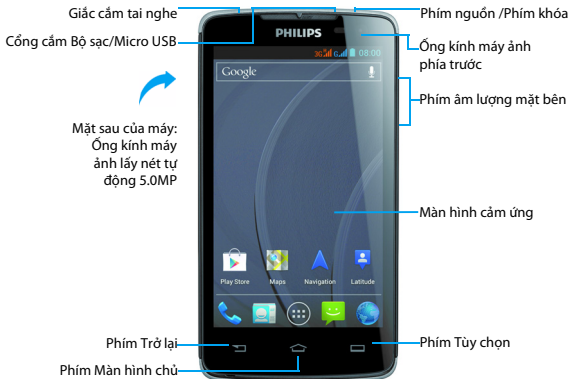 Giắc cắm tai nghe
Phím nguồn /Phím khóa
Cổng cắm Bộ sạc/Micro USB
PHILIPS
Ống kính máy ảnh
phía trước
3G G 08:00
Google
Phím âm lượng mặt bên
Mặt sau của máy:
Ống kính máy
ảnh lấy nét tự
động 5.0MP
Màn hình cảm ứng
Play Store Maps Navigation Latitude
Phím Trở lại
Phím Tùy chọn
Phím Màn hình chủ